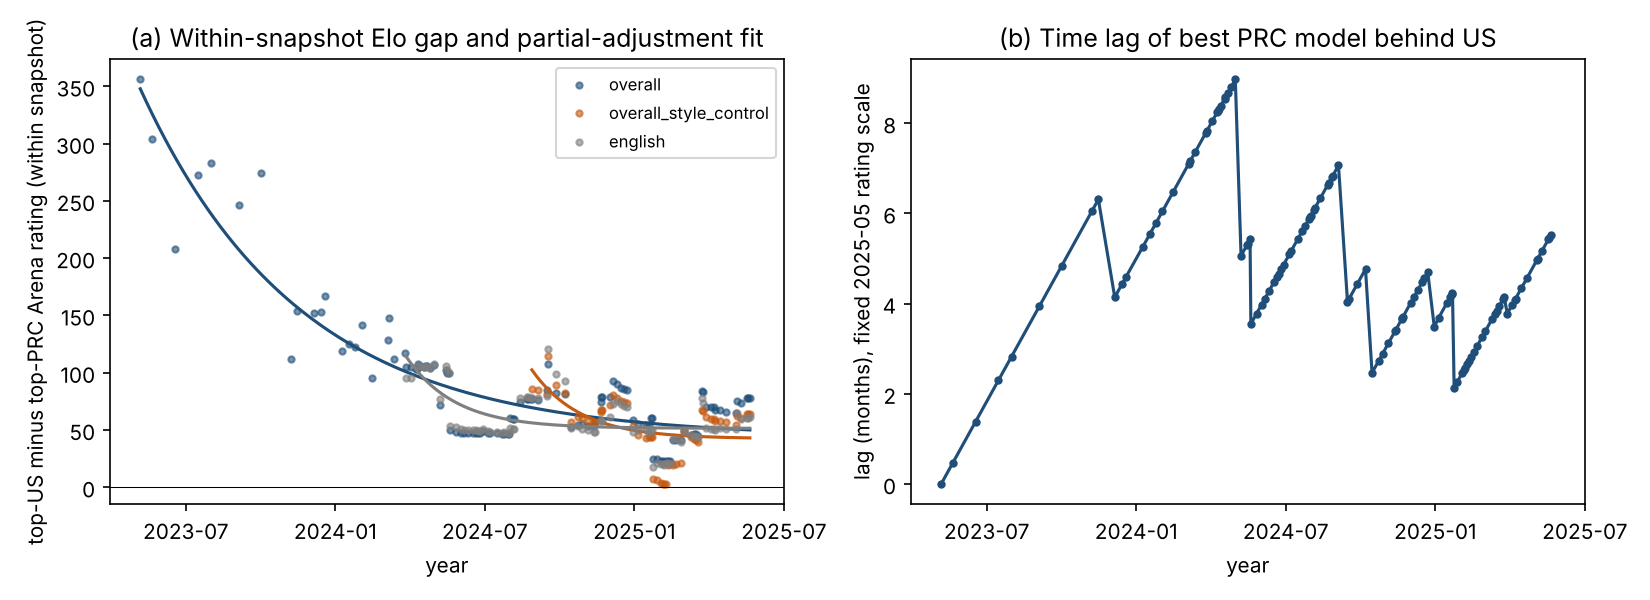 (a) Within-snapshot Elo gap and partial-adjustment fit
top-US minus top-PRC Arena rating (within snapshot)
350
300
250
200
150
100
50
0
overall
overall_style_control
english
2023-07
2024-01
2024-07
2025-01
2025-07
year
(b) Time lag of best PRC model behind US
lag (months), fixed 2025-05 rating scale
8
6
4
2
0
2023-07
2024-01
2024-07
2025-01
2025-07
year